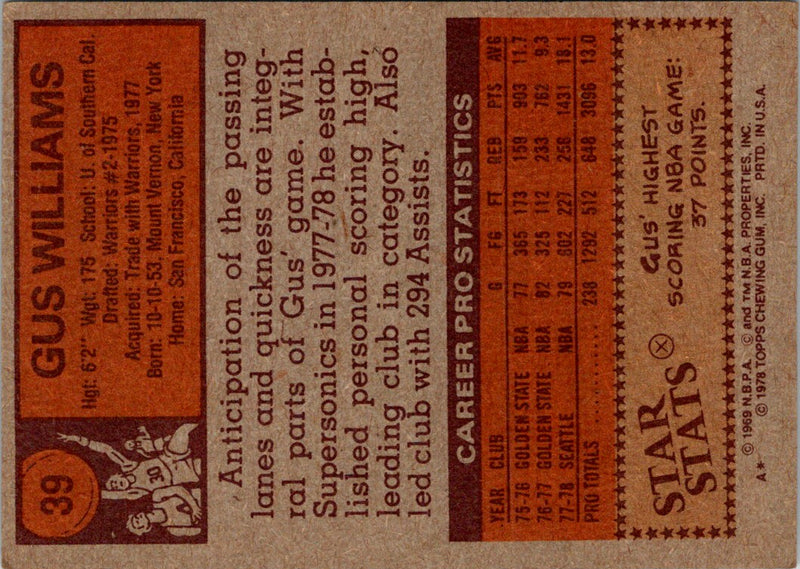 39
GUS WILLIAMS
Hgt: 6'2" Wgt: 175 School: U. of Southern Cal.
Drafted: Warriors #2-1975
Acquired: Trade with Warriors, 1977
Born: 10-10-53, Mount Vernon, New York
Home: San Francisco, California
30
Anticipation of the passing
lanes and quickness are integ-
ral parts of Gus' game. With
Supersonics in 1977-78 he estab-
lished personal scoring high,
leading club in category. Also
led club with 294 Assists.
CAREER PRO STATISTICS
YEAR CLUB G FG FT REB PTS AVG
75-76 GOLDEN STATE NBA 77 365 173 159 903 11.7
76-77 GOLDEN STATE NBA 82 325 112 233 762 9.3
77-78 SEATTLE NBA 79 602 227 256 1431 18.1
PRO TOTALS 238 1292 512 648 3096 13.0
STAR
STATS
GUS' HIGHEST
SCORING NBA GAME:
37 POINTS.
© 1969 N.B.P.A. © and TM N.B.A. PROPERTIES, INC.
A* © 1978 TOPPS CHEWING GUM, INC. PRTD. IN U.S.A.